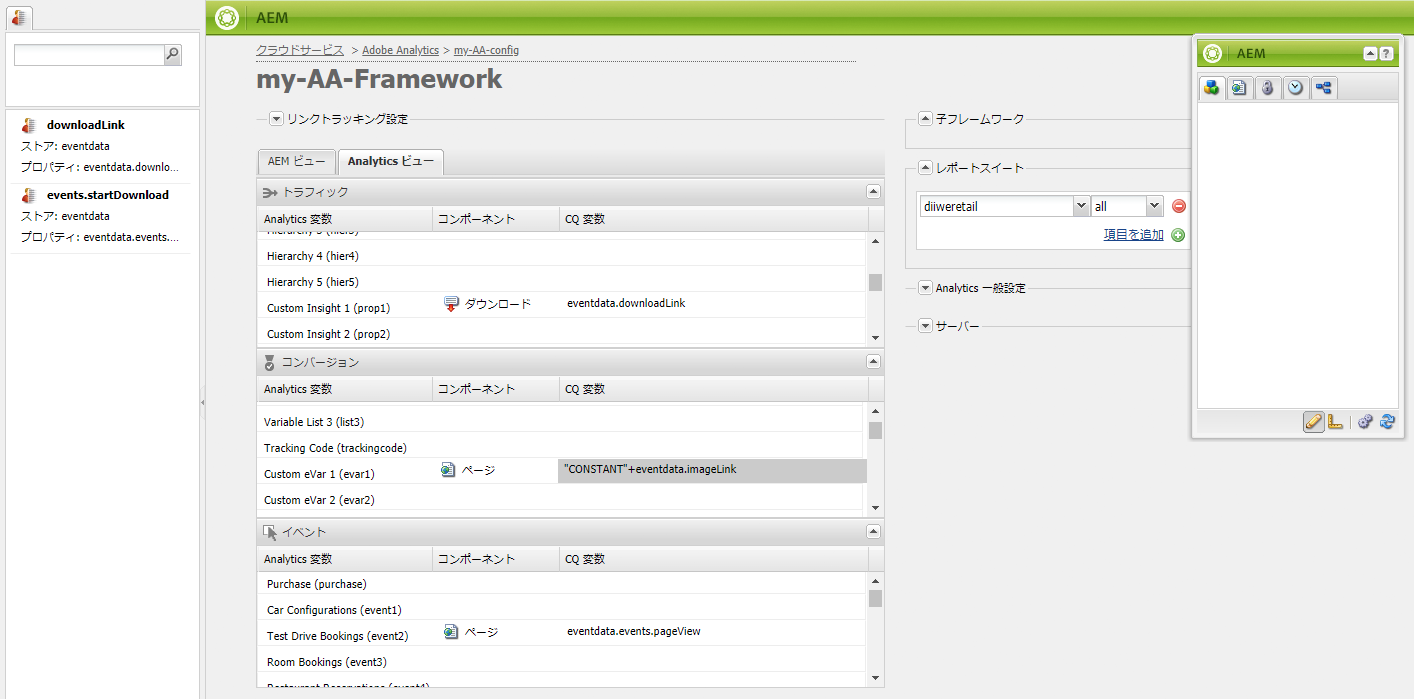 AEM
クラウドサービス > Adobe Analytics > my-AA-config
my-AA-Framework
downloadLink
ストア: eventdata
プロパティ: eventdata.downlo...
events.startDownload
ストア: eventdata
プロパティ: eventdata.events....
リンクトラッキング設定
AEM ビュー Analytics ビュー
トラフィック
Analytics 変数 コンポーネント CQ 変数
Hierarchy 3 (hier3)
Hierarchy 4 (hier4)
Hierarchy 5 (hier5)
Custom Insight 1 (prop1) ダウンロード eventdata.downloadLink
Custom Insight 2 (prop2)
コンバージョン
Analytics 変数 コンポーネント CQ 変数
Variable List 3 (list3)
Tracking Code (trackingcode)
Custom eVar 1 (evar1) ページ "CONSTANT"+eventdata.imageLink
Custom eVar 2 (evar2)
イベント
Analytics 変数 コンポーネント CQ 変数
Purchase (purchase)
Car Configurations (event1)
Test Drive Bookings (event2) ページ eventdata.events.pageView
Room Bookings (event3)
Restaurant Reservations (event4)
子フレームワーク
レポートスイート
diiweretail all
項目を追加
Analytics 一般設定
サーバー
AEM